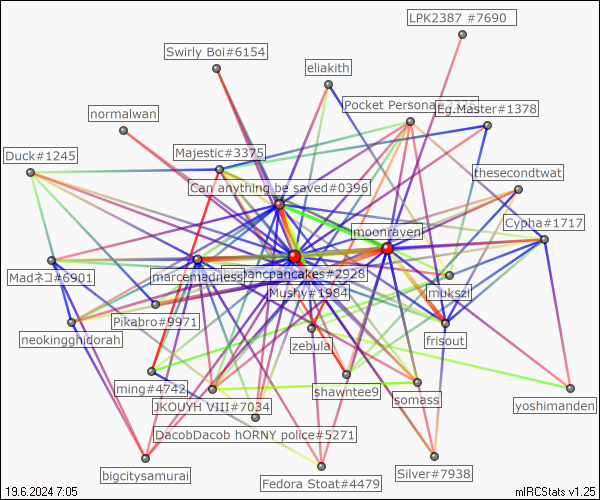 LPK2387 #7690
Swirly Boi#6154
eliakith
Pocket Persona
Eg.Master#1378
normalwan
Duck#1245
Majestic#3375
thesecondtwat
Can anything be saved#0396
Cypha#1717
moonraven
Madネコ#6901
marcemadness
ancpancakes#2928
mukszi
Mushy#1984
Pikabro#9971
neokingghidorah
zebula
frisout
ming#4742
shawntee9
somass
yoshimanden
JKOUYH VIII#7034
DacobDacob hORNY police#5271
bigcitysamurai
Fedora Stoat#4479
Silver#7938
19.6.2024 7:05
mIRCStats v1.25